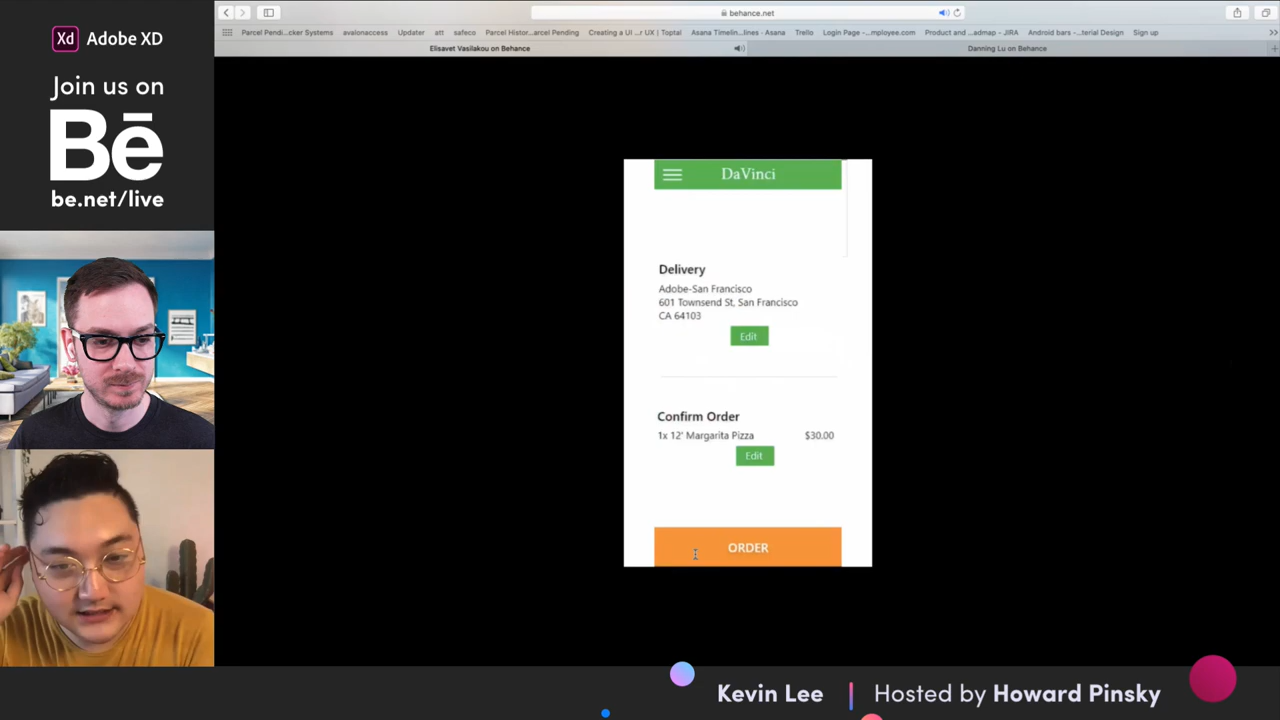 Xd Adobe XD
Join us on
Bē
be.net/live
behance.net
Parcel Pendi...cker Systems
avalonaccess
Updater
att
safeco
Parcel Histor...arcel Pending
Creating a UI ...r UX | Toptal
Asana Timelin...lines - Asana
Trello
Login Page -...mployee.com
Product and ...admap - JIRA
Android bars -...terial Design
Sign up
Elisavet Vasilakou on Behance
Danning Lu on Behance
DaVinci
Delivery
Adobe-San Francisco
601 Townsend St, San Francisco
CA 64103
Edit
Confirm Order
1x 12' Margarita Pizza $30.00
Edit
ORDER
Kevin Lee | Hosted by Howard Pinsky